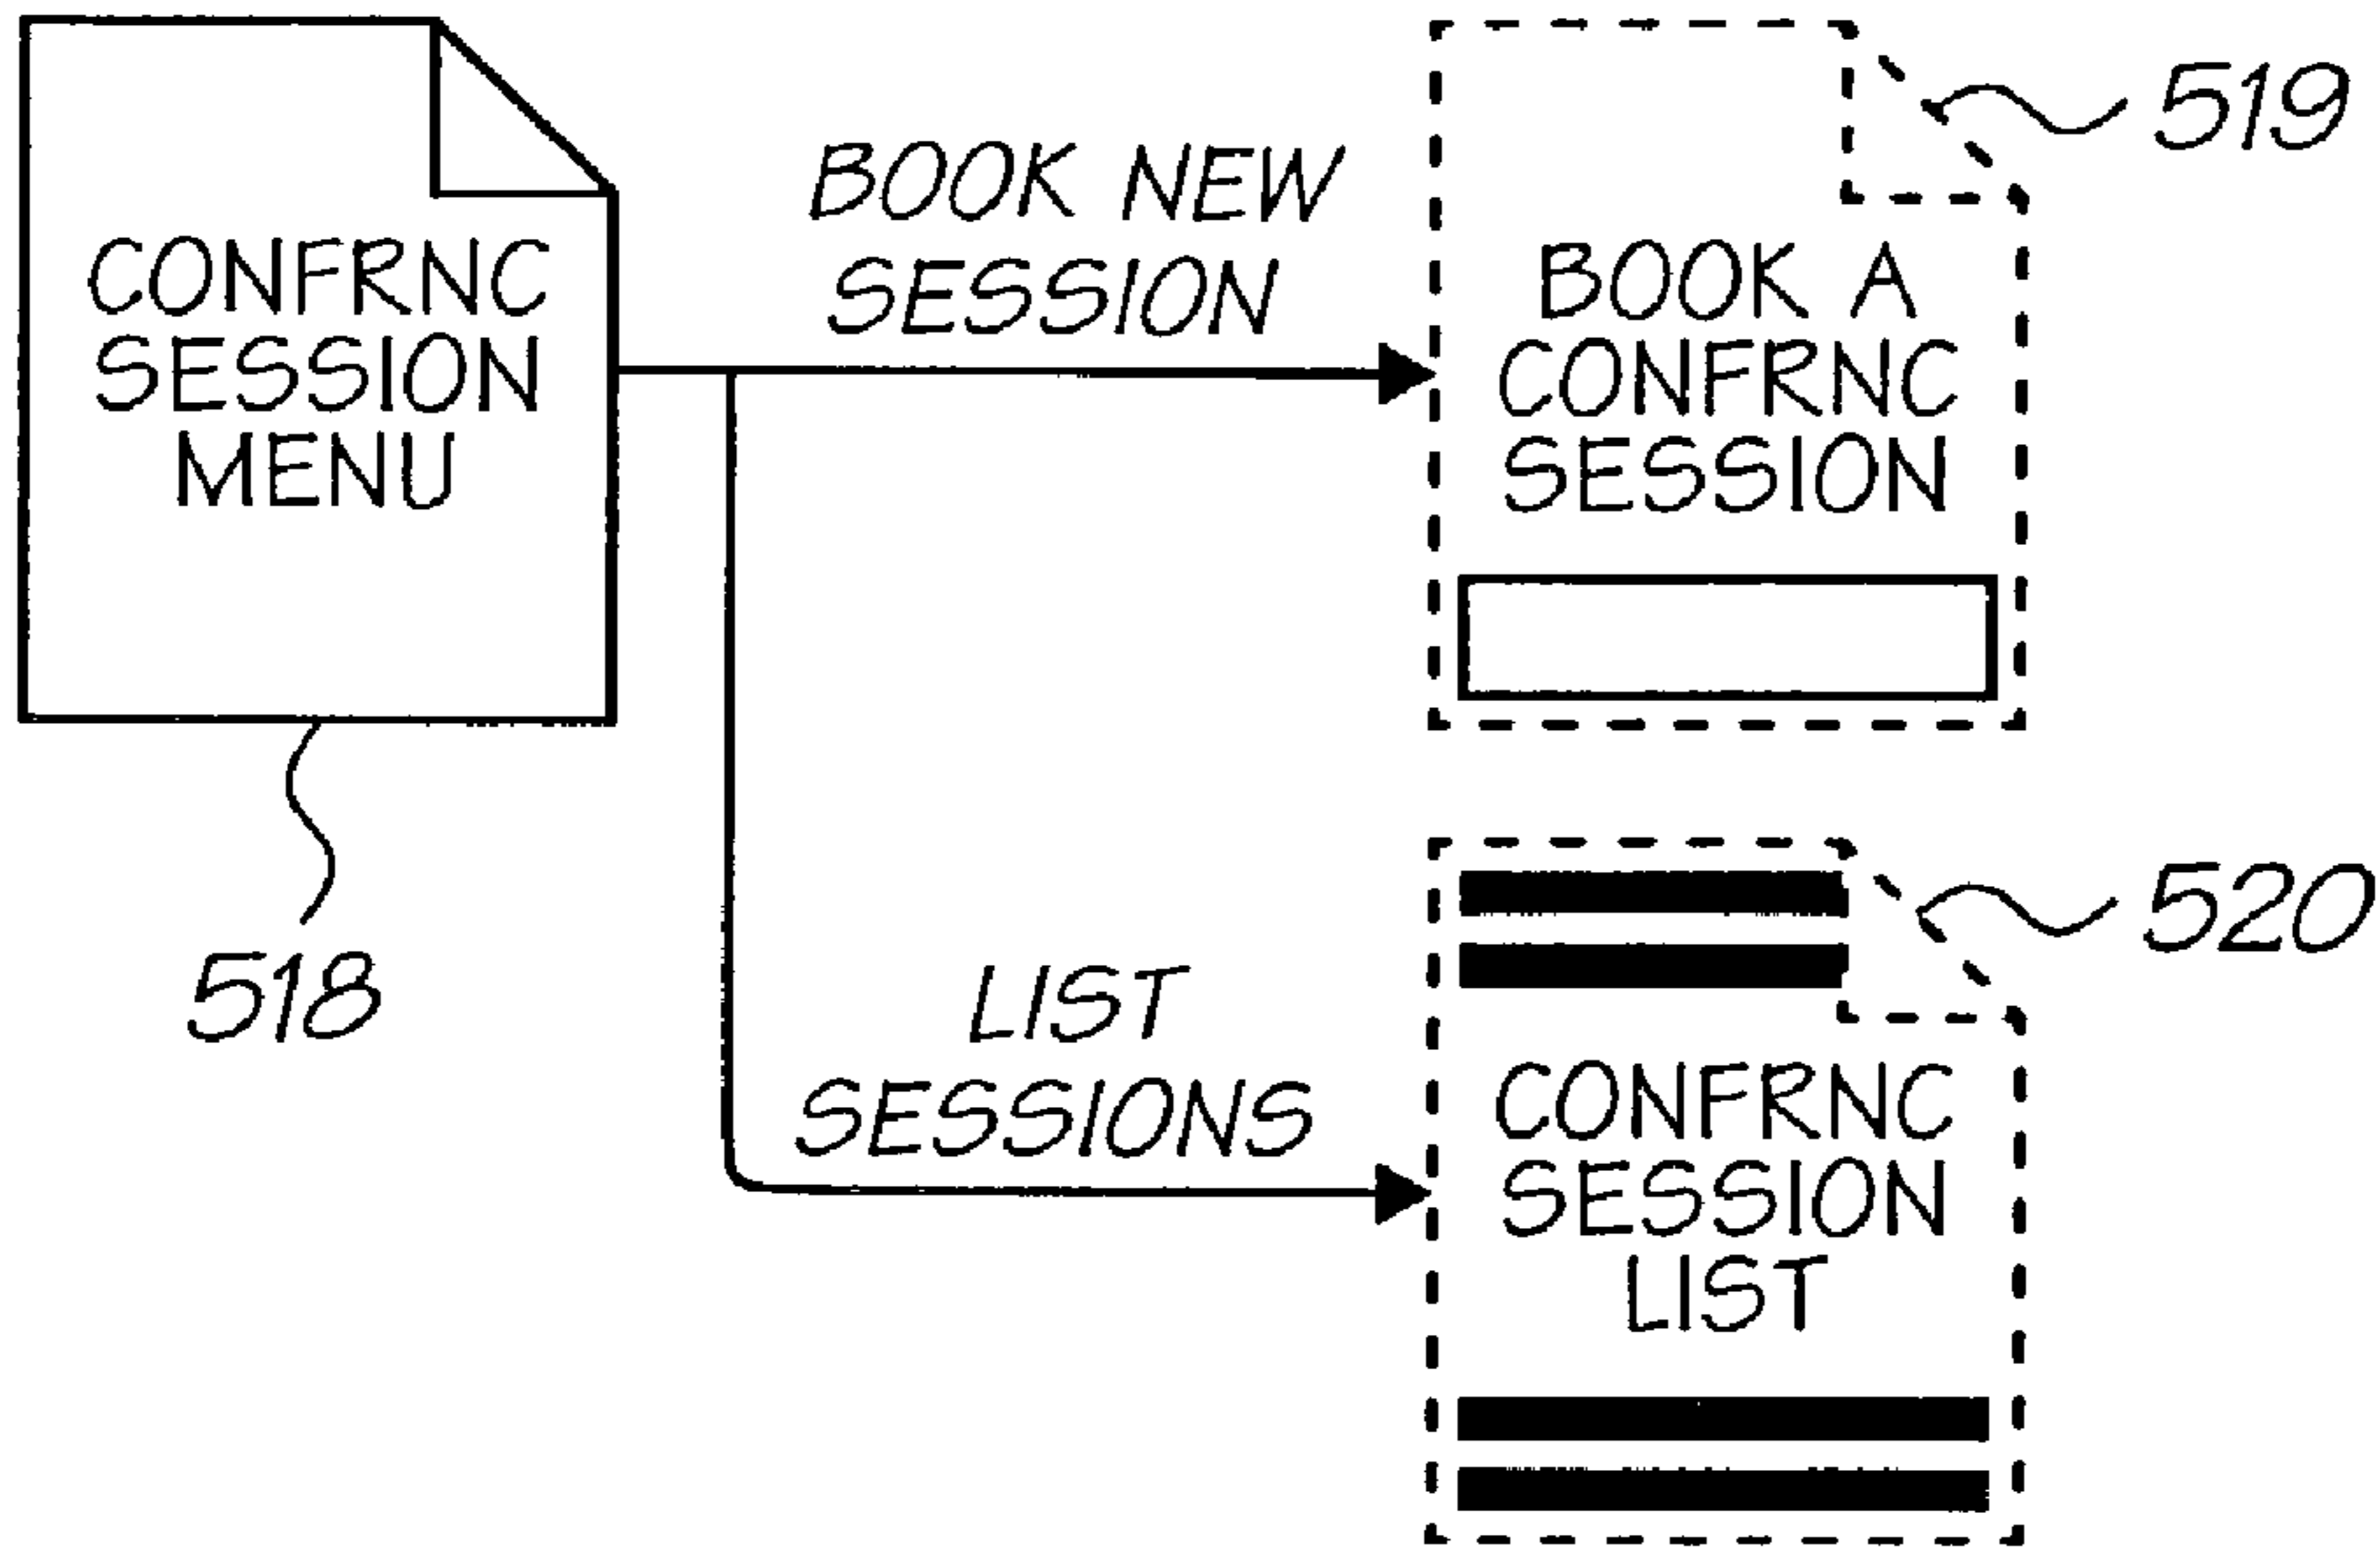 CONFRNC
SESSION
MENU
518
BOOK NEW
SESSION
BOOK A
CONFRNC
SESSION
519
LIST
SESSIONS
CONFRNC
SESSION
LIST
520